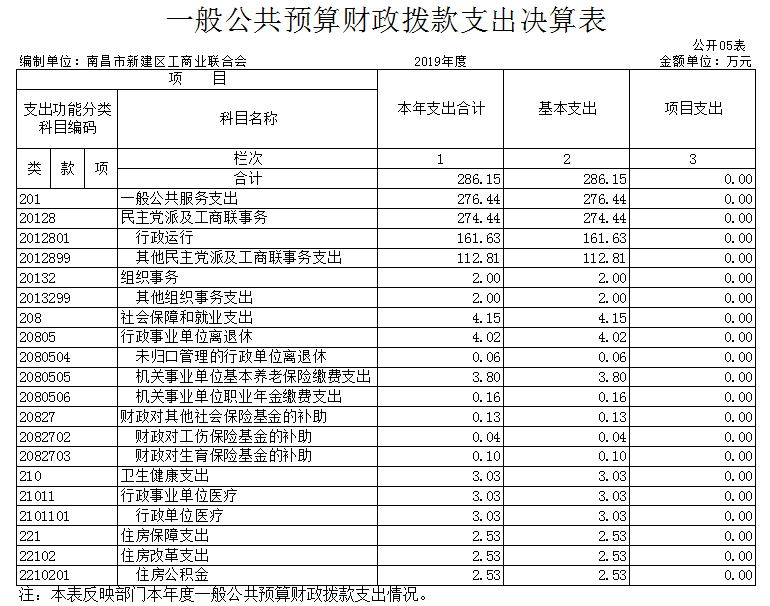 一般公共预算财政拨款支出决算表
公开05表
编制单位：南昌市新建区工商业联合会 2019年度 金额单位：万元
项 目 本年支出合计 基本支出 项目支出
支出功能分类科目编码 科目名称
类 款 项 栏次 1 2 3
合计 286.15 286.15 0.00
201 一般公共服务支出 276.44 276.44 0.00
20128 民主党派及工商联事务 274.44 274.44 0.00
2012801 行政运行 161.63 161.63 0.00
2012899 其他民主党派及工商联事务支出 112.81 112.81 0.00
20132 组织事务 2.00 2.00 0.00
2013299 其他组织事务支出 2.00 2.00 0.00
208 社会保障和就业支出 4.15 4.15 0.00
20805 行政事业单位离退休 4.02 4.02 0.00
2080504 未归口管理的行政单位离退休 0.06 0.06 0.00
2080505 机关事业单位基本养老保险缴费支出 3.80 3.80 0.00
2080506 机关事业单位职业年金缴费支出 0.16 0.16 0.00
20827 财政对其他社会保险基金的补助 0.13 0.13 0.00
2082702 财政对工伤保险基金的补助 0.04 0.04 0.00
2082703 财政对生育保险基金的补助 0.10 0.10 0.00
210 卫生健康支出 3.03 3.03 0.00
21011 行政事业单位医疗 3.03 3.03 0.00
2101101 行政单位医疗 3.03 3.03 0.00
221 住房保障支出 2.53 2.53 0.00
22102 住房改革支出 2.53 2.53 0.00
2210201 住房公积金 2.53 2.53 0.00
注：本表反映部门本年度一般公共预算财政拨款支出情况。